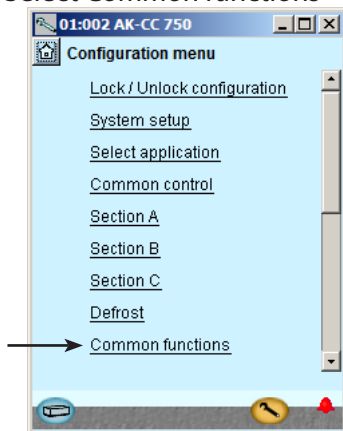 Select Common functions
01:002 AK-CC 750
Configuration menu
Lock / Unlock configuration
System setup
Select application
Common control
Section A
Section B
Section C
Defrost
Common functions